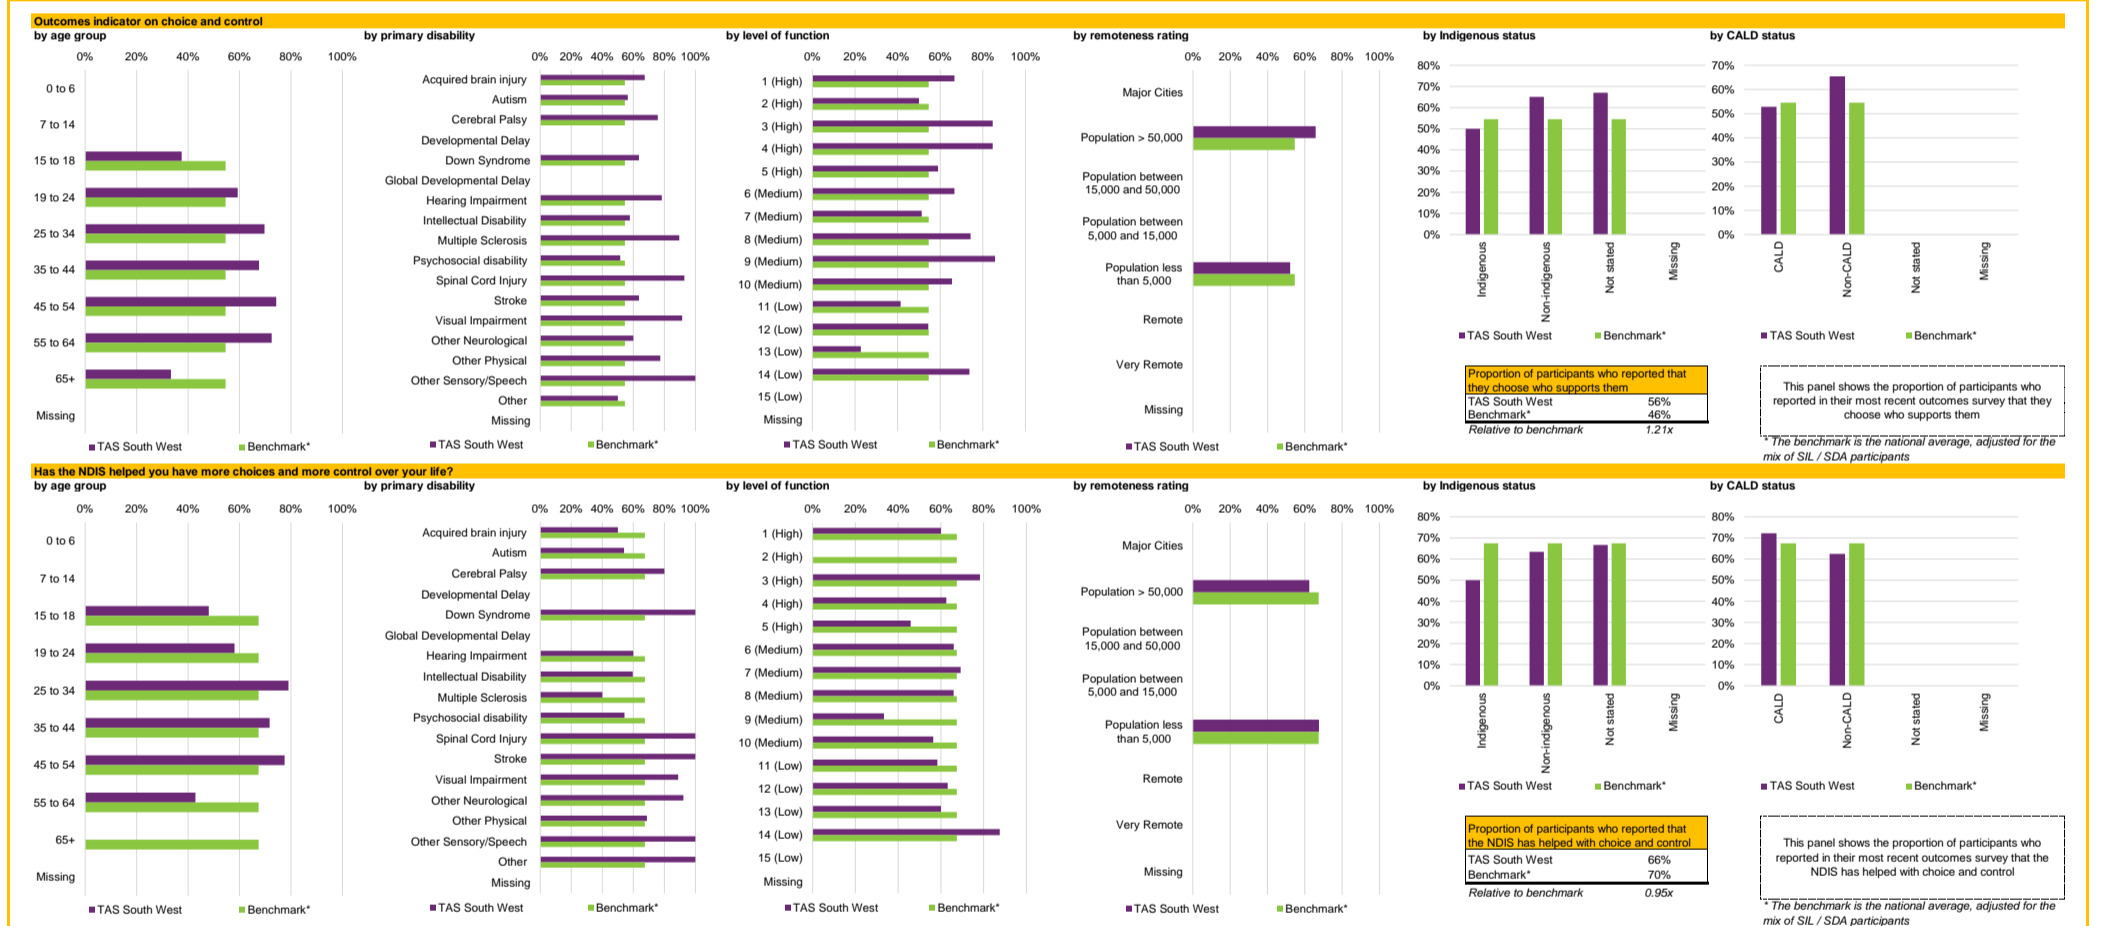 Outcomes indicator on choice and control
by age group
0% 20% 40% 60% 80% 100%
0 to 6
7 to 14
15 to 18
19 to 24
25 to 34
35 to 44
45 to 54
55 to 64
65+
Missing
TAS South West Benchmark*
by primary disability
0% 20% 40% 60% 80% 100%
Acquired brain injury
Autism
Cerebral Palsy
Developmental Delay
Down Syndrome
Global Developmental Delay
Hearing Impairment
Intellectual Disability
Multiple Sclerosis
Psychosocial disability
Spinal Cord Injury
Stroke
Visual Impairment
Other Neurological
Other Physical
Other Sensory/Speech
Other
Missing
TAS South West Benchmark*
by level of function
0% 20% 40% 60% 80% 100%
1 (High)
2 (High)
3 (High)
4 (High)
5 (High)
6 (Medium)
7 (Medium)
8 (Medium)
9 (Medium)
10 (Medium)
11 (Low)
12 (Low)
13 (Low)
14 (Low)
15 (Low)
Missing
TAS South West Benchmark*
by remoteness rating
0% 20% 40% 60% 80% 100%
Major Cities
Population > 50,000
Population between
15,000 and 50,000
Population between
5,000 and 15,000
Population less
than 5,000
Remote
Very Remote
Missing
TAS South West Benchmark*
by Indigenous status
80%
70%
60%
50%
40%
30%
20%
10%
0%
Indigenous
Non-indigenous
Not stated
Missing
TAS South West Benchmark*
by CALD status
70%
60%
50%
40%
30%
20%
10%
0%
CALD
Non-CALD
Not stated
Missing
TAS South West Benchmark*
Proportion of participants who reported that
they choose who supports them
TAS South West 56%
Benchmark* 46%
Relative to benchmark 1.21x
This panel shows the proportion of participants who
reported in their most recent outcomes survey that they
choose who supports them
* The benchmark is the national average, adjusted for the
mix of SIL / SDA participants
Has the NDIS helped you have more choices and more control over your life?
by age group
0% 20% 40% 60% 80% 100%
0 to 6
7 to 14
15 to 18
19 to 24
25 to 34
35 to 44
45 to 54
55 to 64
65+
Missing
TAS South West Benchmark*
by primary disability
0% 20% 40% 60% 80% 100%
Acquired brain injury
Autism
Cerebral Palsy
Developmental Delay
Down Syndrome
Global Developmental Delay
Hearing Impairment
Intellectual Disability
Multiple Sclerosis
Psychosocial disability
Spinal Cord Injury
Stroke
Visual Impairment
Other Neurological
Other Physical
Other Sensory/Speech
Other
Missing
TAS South West Benchmark*
by level of function
0% 20% 40% 60% 80% 100%
1 (High)
2 (High)
3 (High)
4 (High)
5 (High)
6 (Medium)
7 (Medium)
8 (Medium)
9 (Medium)
10 (Medium)
11 (Low)
12 (Low)
13 (Low)
14 (Low)
15 (Low)
Missing
TAS South West Benchmark*
by remoteness rating
0% 20% 40% 60% 80% 100%
Major Cities
Population > 50,000
Population between
15,000 and 50,000
Population between
5,000 and 15,000
Population less
than 5,000
Remote
Very Remote
Missing
TAS South West Benchmark*
by Indigenous status
80%
70%
60%
50%
40%
30%
20%
10%
0%
Indigenous
Non-indigenous
Not stated
Missing
TAS South West Benchmark*
by CALD status
80%
70%
60%
50%
40%
30%
20%
10%
0%
CALD
Non-CALD
Not stated
Missing
TAS South West Benchmark*
Proportion of participants who reported that
the NDIS has helped with choice and control
TAS South West 66%
Benchmark* 70%
Relative to benchmark 0.95x
This panel shows the proportion of participants who
reported in their most recent outcomes survey that the
NDIS has helped with choice and control
* The benchmark is the national average, adjusted for the
mix of SIL / SDA participants